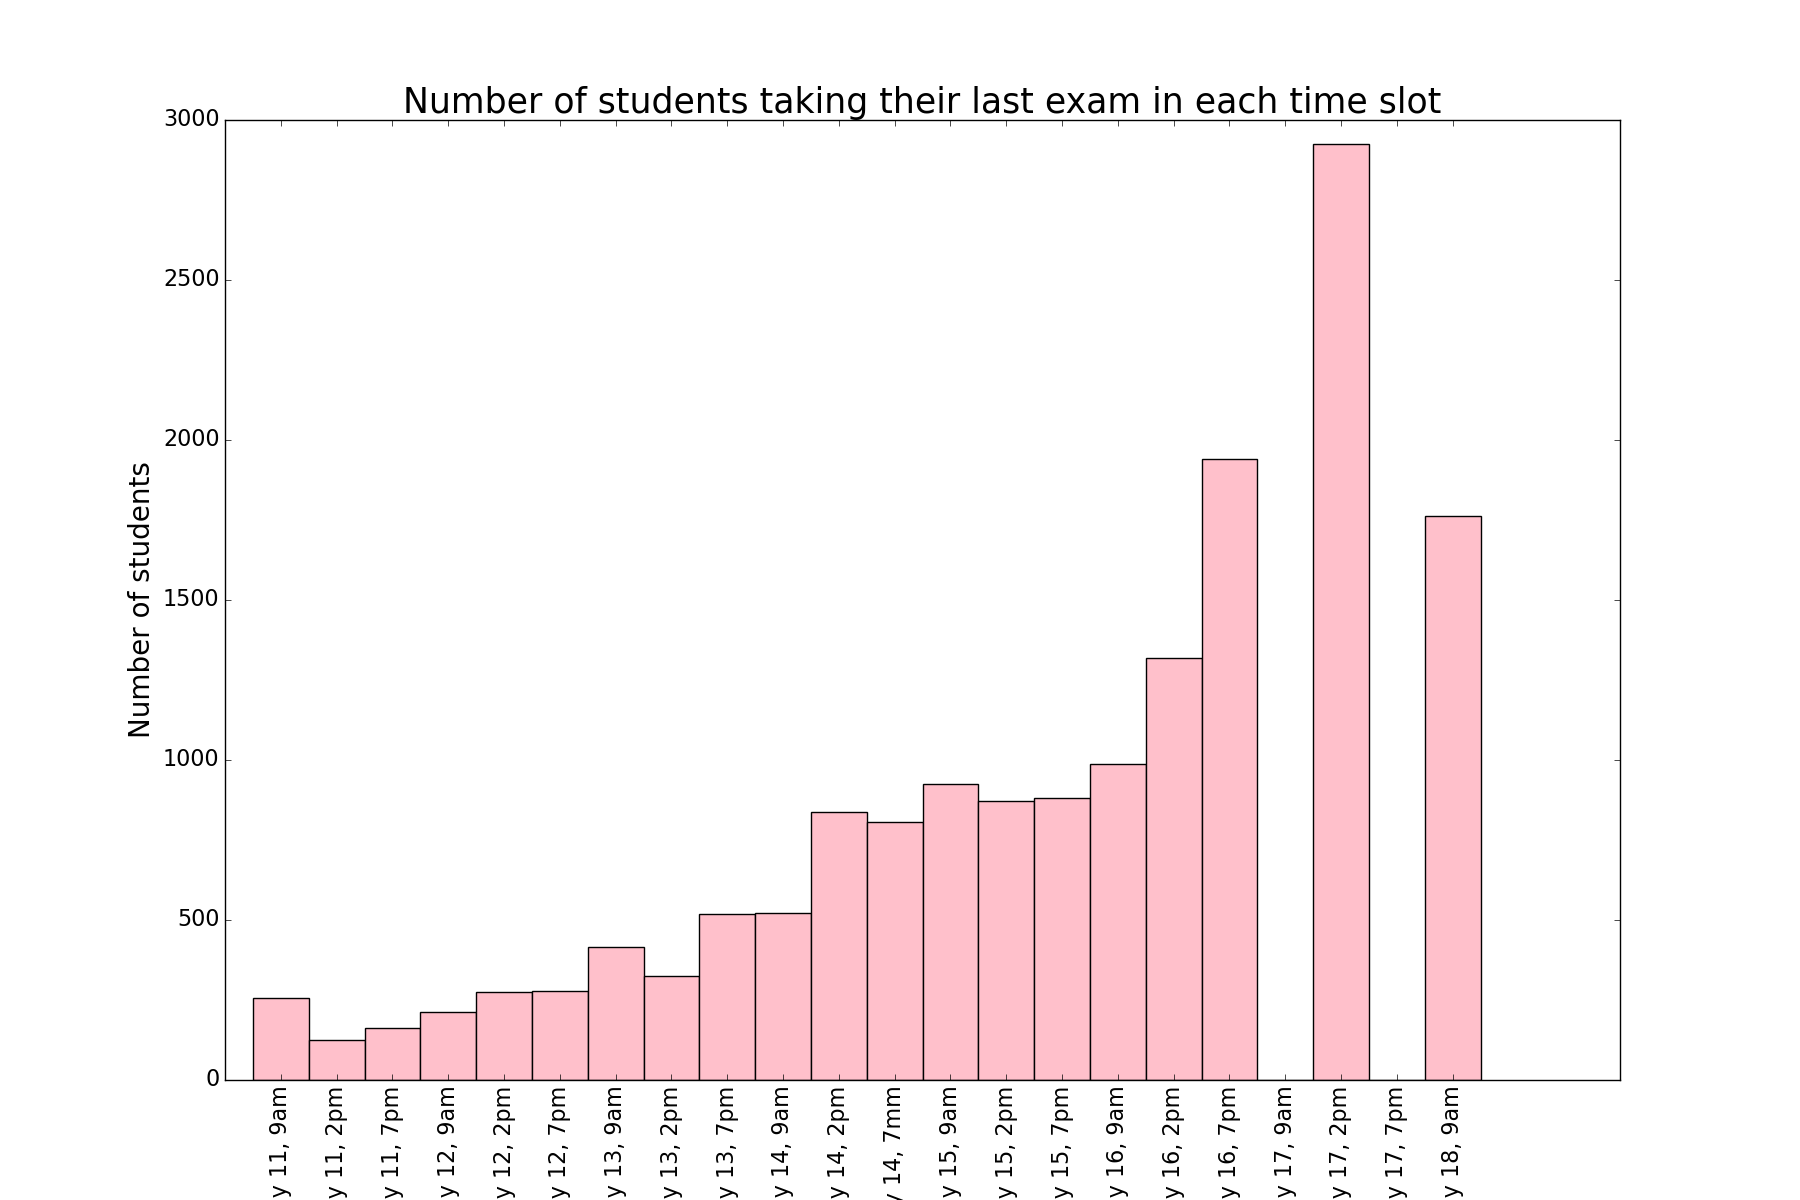 Number of students taking their last exam in each time slot
3000
2500
2000
1500
1000
500
0
Number of students
y 11, 9am
y 11, 2pm
y 11, 7pm
y 12, 9am
y 12, 2pm
y 12, 7pm
y 13, 9am
y 13, 2pm
y 13, 7pm
y 14, 9am
y 14, 2pm
y 14, 7mm
y 15, 9am
y 15, 2pm
y 15, 7pm
y 16, 9am
y 16, 2pm
y 16, 7pm
y 17, 9am
y 17, 2pm
y 17, 7pm
y 18, 9am